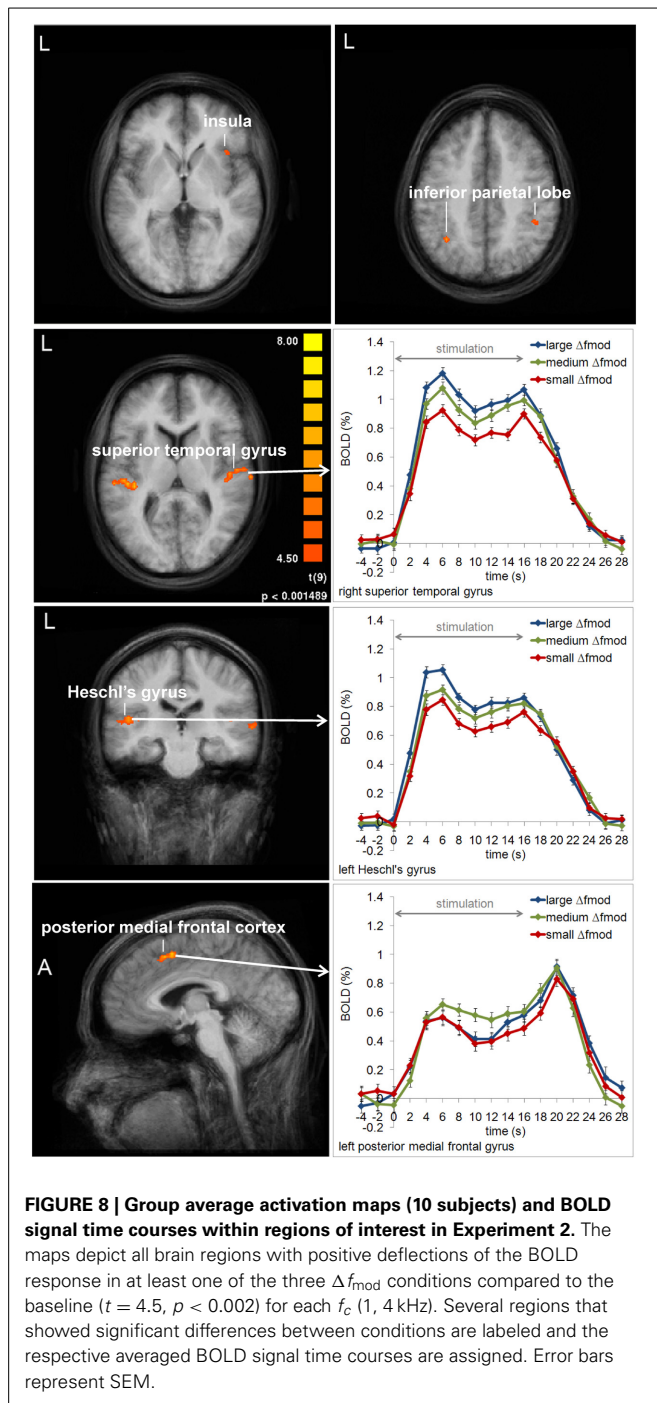 L
L
insula
inferior parietal lobe
L
8.00
superior temporal gyrus
4.50
t(9)
p < 0.001489
1.4
1.2
1
0.8
0.6
0.4
0.2
0
-0.2
BOLD (%)
stimulation
large Δfmod
medium Δfmod
small Δfmod
-4 -2 0 2 4 6 8 10 12 14 16 18 20 22 24 26 28
time (s)
right superior temporal gyrus
L
Heschl's gyrus
1.4
1.2
1
0.8
0.6
0.4
0.2
0
-0.2
BOLD (%)
stimulation
large Δfmod
medium Δfmod
small Δfmod
-4 -2 0 2 4 6 8 10 12 14 16 18 20 22 24 26 28
time (s)
left Heschl's gyrus
posterior medial frontal cortex
A
1.4
1.2
1
0.8
0.6
0.4
0.2
0
-0.2
BOLD (%)
stimulation
large Δfmod
medium Δfmod
small Δfmod
-4 -2 0 2 4 6 8 10 12 14 16 18 20 22 24 26 28
time (s)
left posterior medial frontal gyrus
FIGURE 8 | Group average activation maps (10 subjects) and BOLD
signal time courses within regions of interest in Experiment 2. The
maps depict all brain regions with positive deflections of the BOLD
response in at least one of the three Δfmod conditions compared to the
baseline (t = 4.5, p < 0.002) for each fc (1, 4 kHz). Several regions that
showed significant differences between conditions are labeled and the
respective averaged BOLD signal time courses are assigned. Error bars
represent SEM.